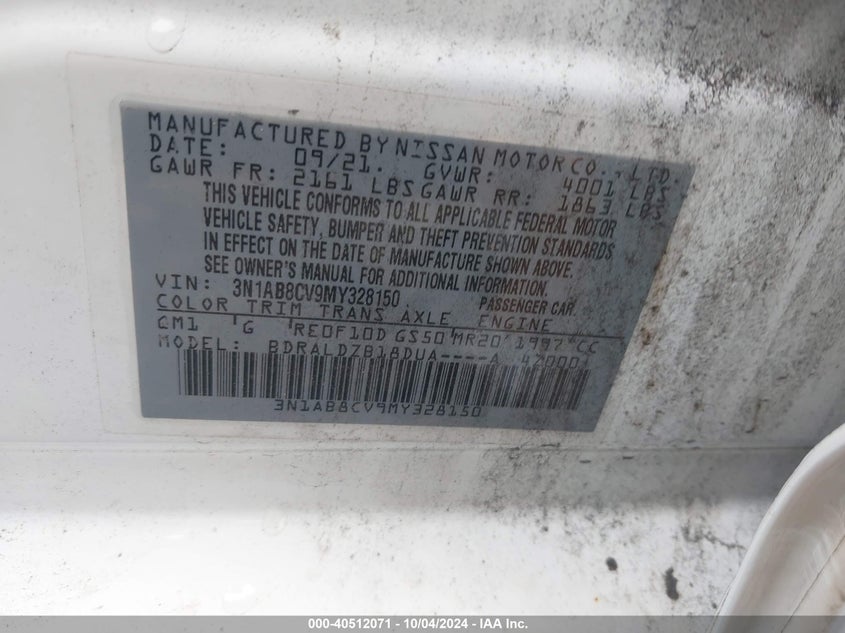 MANUFACTURED BY NISSAN MOTOR CO., LTD.
DATE: 09/21. GVWR: 4001 LBS
GAWR FR: 2161 LBS GAWR RR: 1863 LBS.
THIS VEHICLE CONFORMS TO ALL APPLICABLE FEDERAL MOTOR
VEHICLE SAFETY, BUMPER AND THEFT PREVENTION STANDARDS
IN EFFECT ON THE DATE OF MANUFACTURE SHOWN ABOVE.
SEE OWNER'S MANUAL FOR ADDITIONAL INFORMATION.
VIN: 3N1AB8CV9MY328150 PASSENGER CAR
COLOR TRIM TRANS AXLE ENGINE
QM1 G RE0F10D GS50 MR20 1997 CC
MODEL: BDRALDZB18DUA----A
3N1AB8CV9MY328150
000-40512071 - 10/04/2024 - IAA Inc.